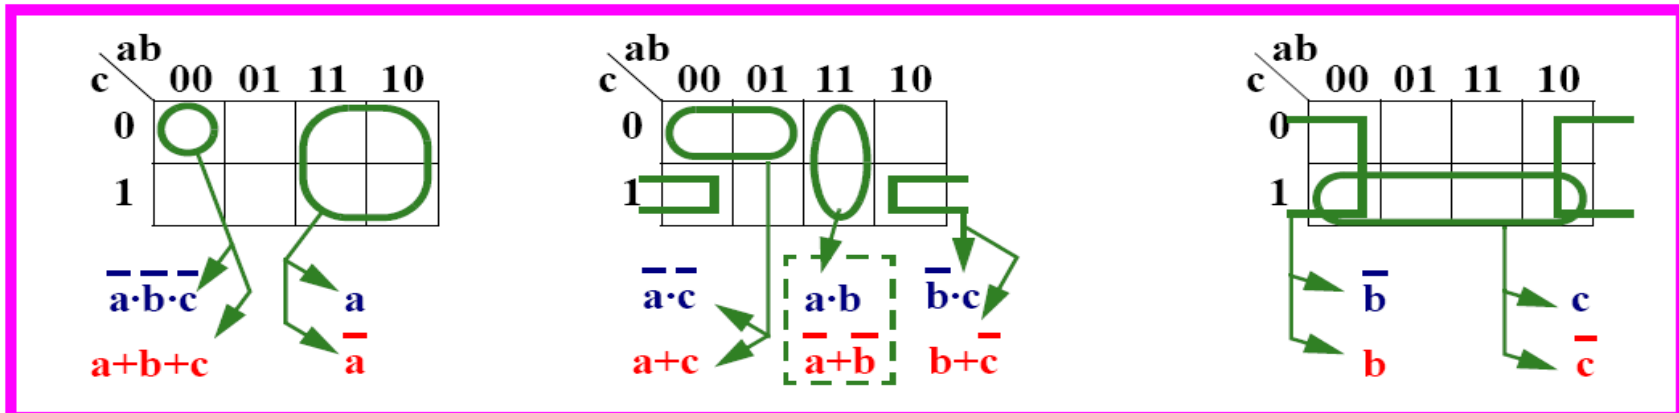 ab ab ab
c 00 01 11 10 c 00 01 11 10 c 00 01 11 10
0 0 0
1 1 1
a̅·b̅·c̅ a a̅·c̅ a·b b̅·c b̅ c
a+b+c a̅ a+c a̅+b̅ b+c̅ b c̅